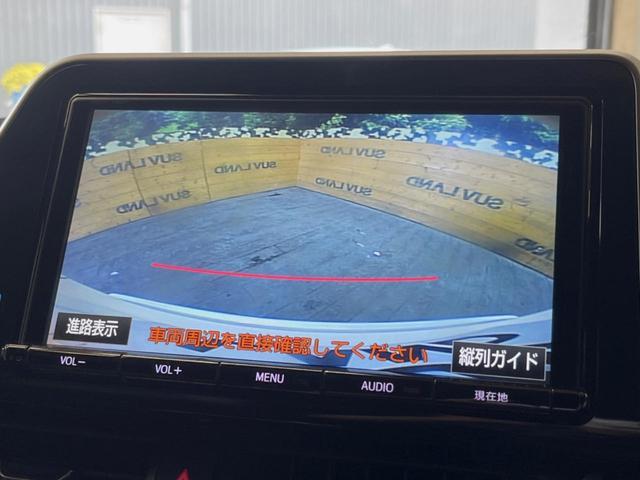 SUV LAND
SUV LAND
SUV LAND
SUV LAND
SUV LAND
SUV LAND
進路表示
車両周辺を直接確認してください
縦列ガイド
VOL−
VOL+
MENU
AUDIO
現在地